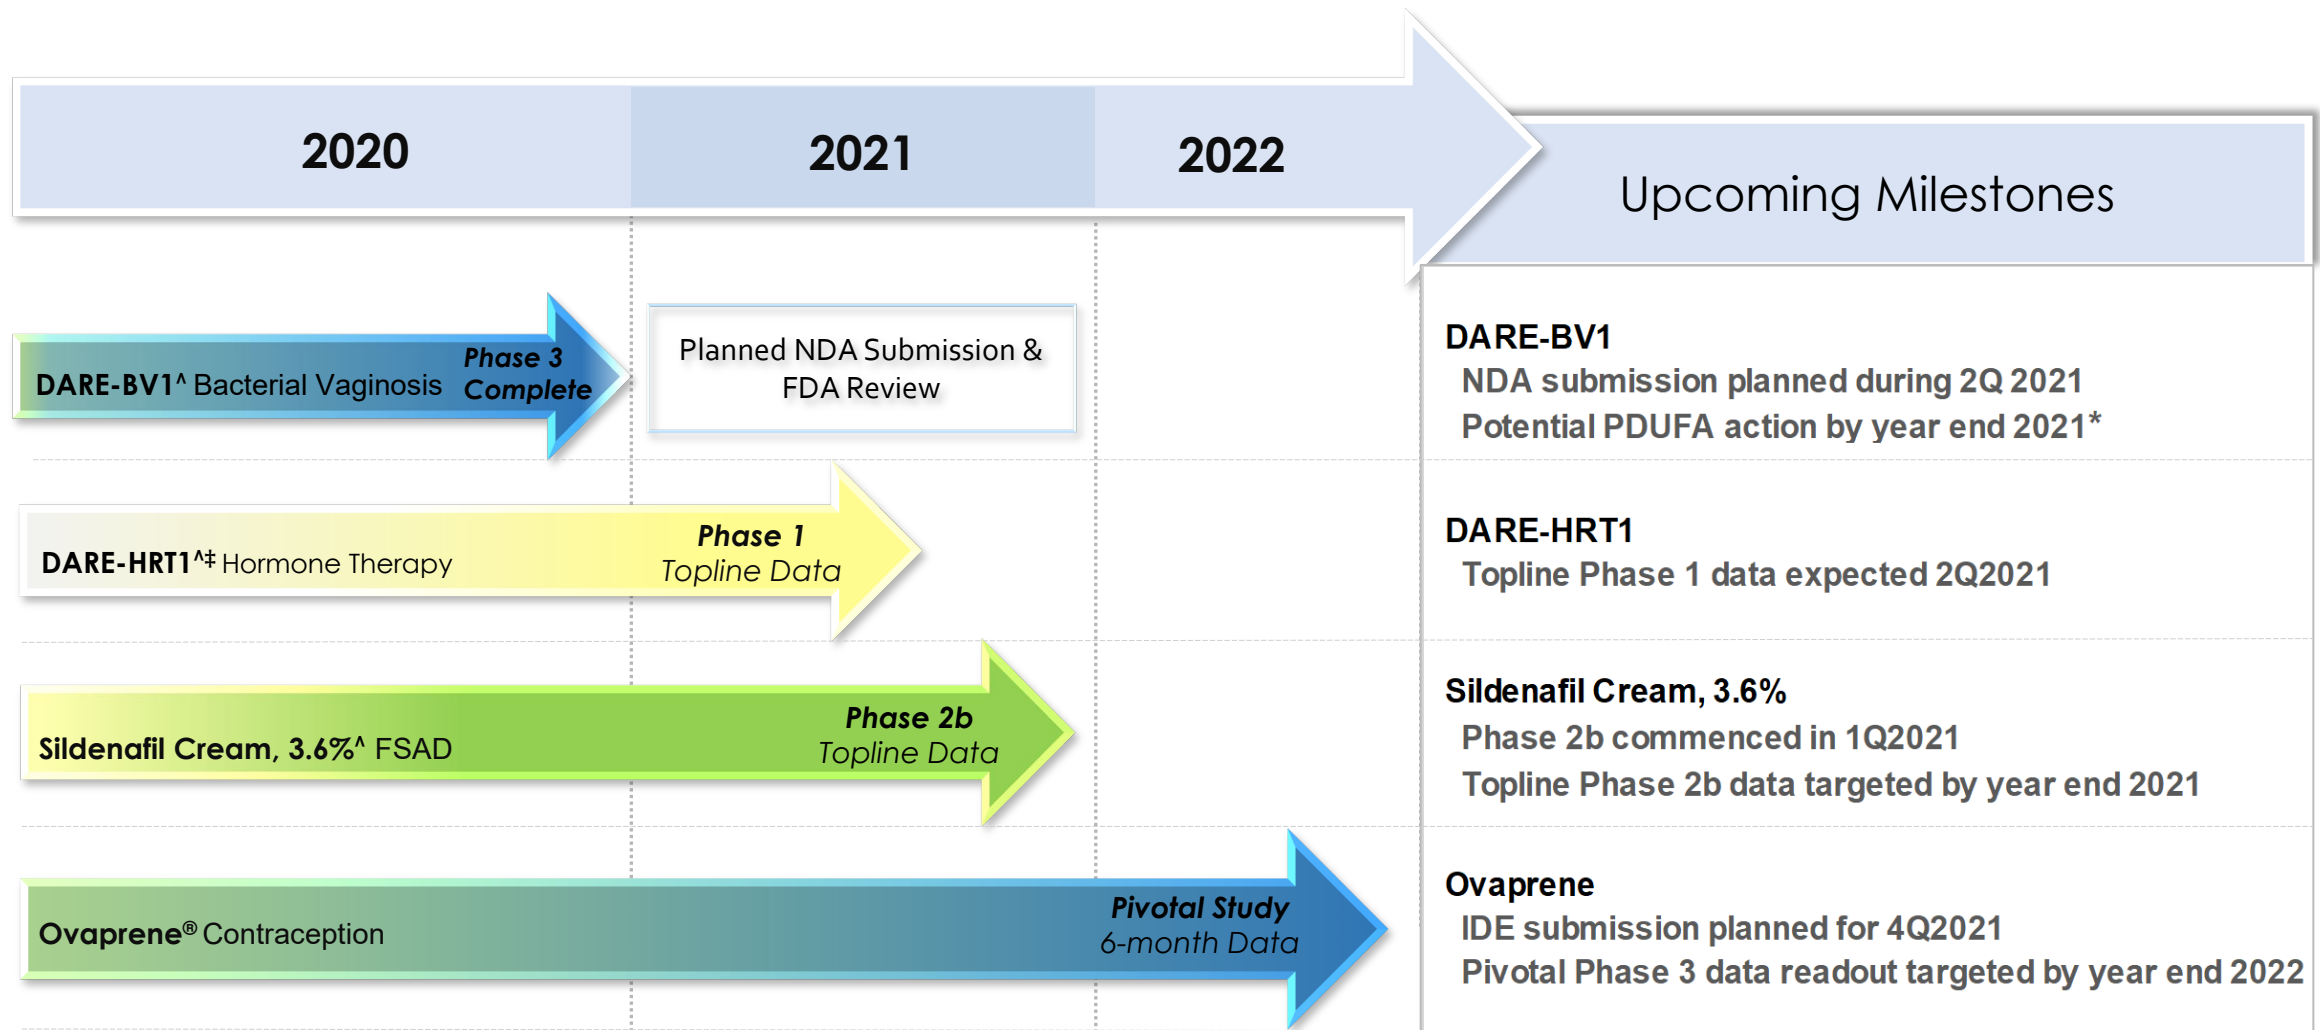 2020
2021
2022
Upcoming Milestones
DARE-BV1^ Bacterial Vaginosis
Phase 3
Complete
Planned NDA Submission &
FDA Review
DARE-BV1
NDA submission planned during 2Q 2021
Potential PDUFA action by year end 2021*
DARE-HRT1^‡ Hormone Therapy
Phase 1
Topline Data
DARE-HRT1
Topline Phase 1 data expected 2Q2021
Sildenafil Cream, 3.6%^ FSAD
Phase 2b
Topline Data
Sildenafil Cream, 3.6%
Phase 2b commenced in 1Q2021
Topline Phase 2b data targeted by year end 2021
Ovaprene® Contraception
Pivotal Study
6-month Data
Ovaprene
IDE submission planned for 4Q2021
Pivotal Phase 3 data readout targeted by year end 2022